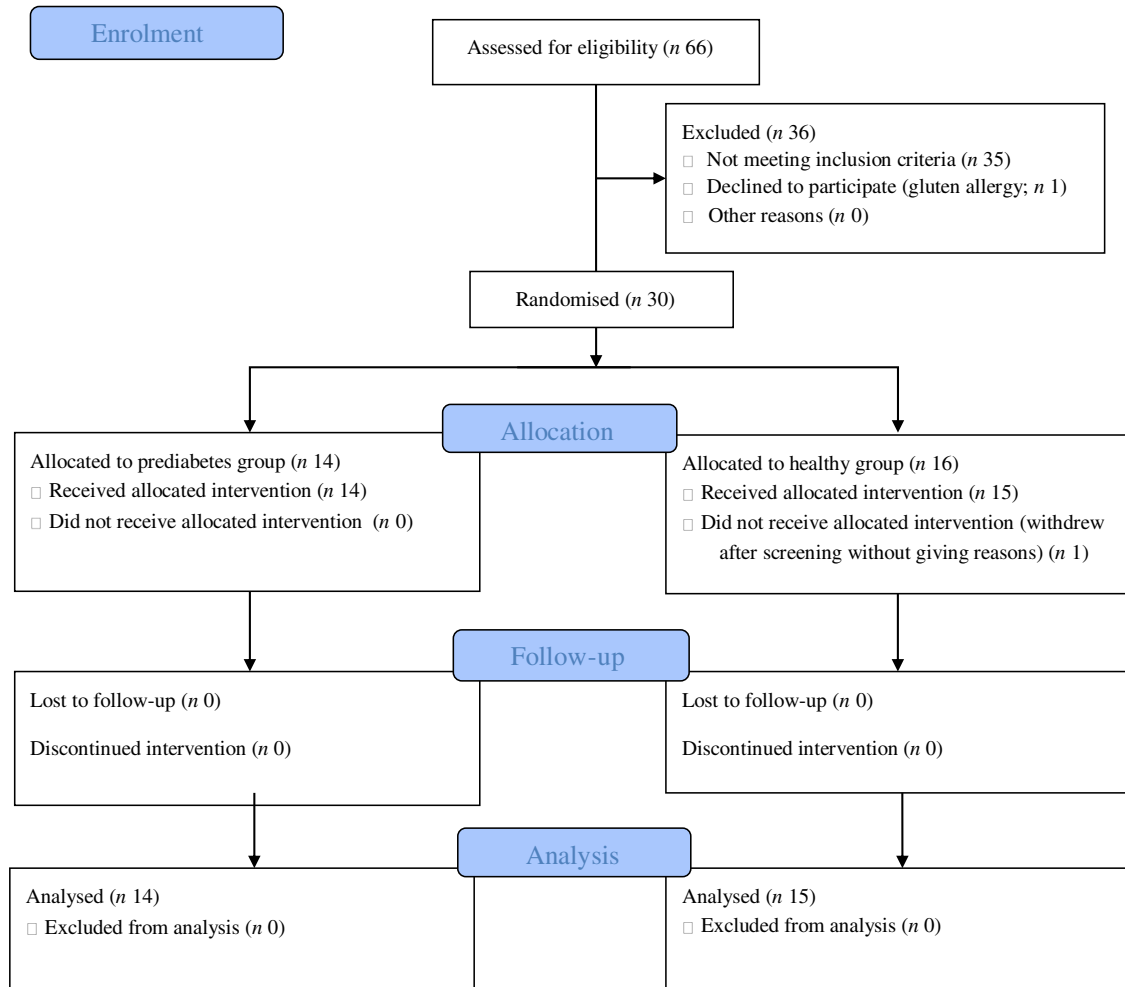 Enrolment
Assessed for eligibility (n 66)
Excluded (n 36)
Not meeting inclusion criteria (n 35)
Declined to participate (gluten allergy; n 1)
Other reasons (n 0)
Randomised (n 30)
Allocation
Allocated to prediabetes group (n 14)
Received allocated intervention (n 14)
Did not receive allocated intervention (n 0)
Allocated to healthy group (n 16)
Received allocated intervention (n 15)
Did not receive allocated intervention (withdrew
after screening without giving reasons) (n 1)
Follow-up
Lost to follow-up (n 0)
Discontinued intervention (n 0)
Lost to follow-up (n 0)
Discontinued intervention (n 0)
Analysis
Analysed (n 14)
Excluded from analysis (n 0)
Analysed (n 15)
Excluded from analysis (n 0)